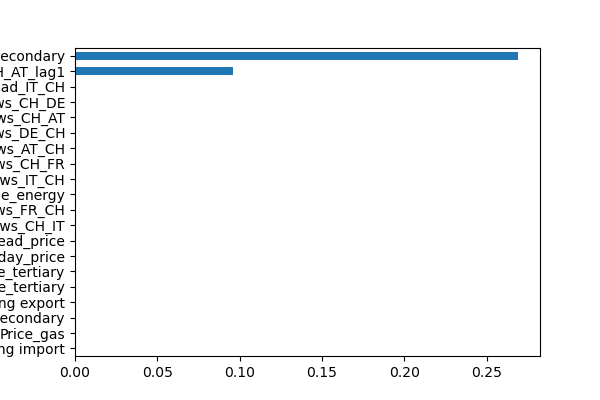 econdary
H_AT_lag1
ad_IT_CH
ws_CH_DE
ws_CH_AT
ws_DE_CH
ws_AT_CH
ws_CH_FR
ws_IT_CH
e_energy
ws_FR_CH
ws_CH_IT
ead_price
day_price
e_tertiary
e_tertiary
ng export
econdary
Price_gas
ng import
0.00 0.05 0.10 0.15 0.20 0.25